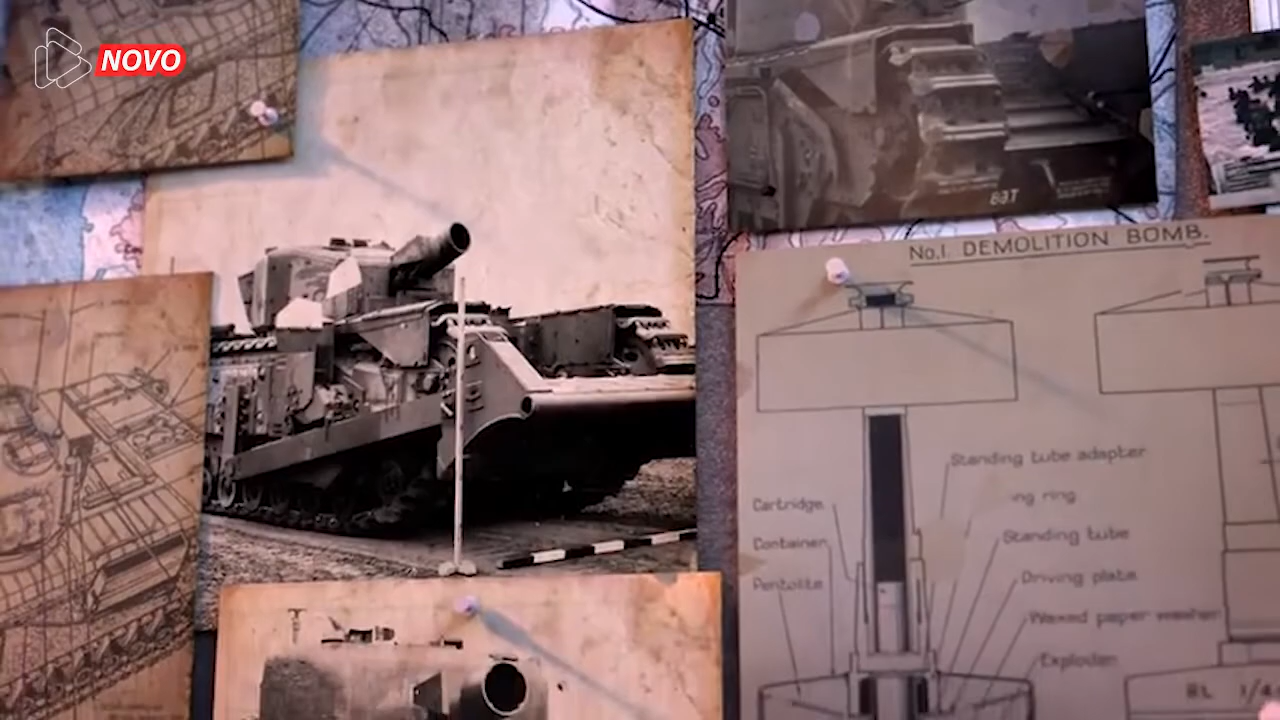 NOVO
No.1. DEMOLITION BOMB.
Standing tube adapter
ing ring
Cartridge
Standing tube
Container
Driving plate
Pentolite
Waxed paper washer
Exploder